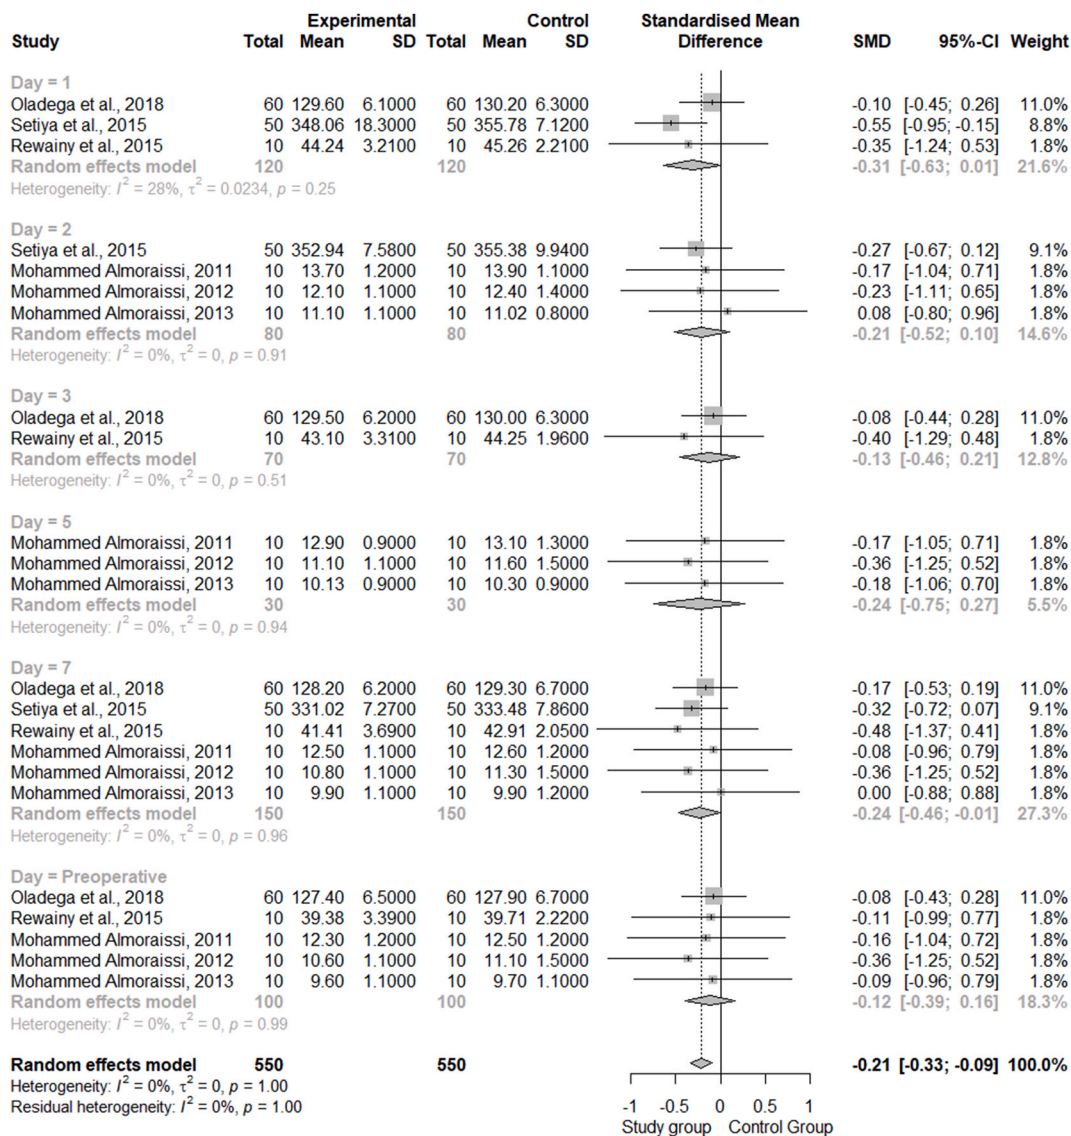 Experimental Control Standardised Mean
Study Total Mean SD Total Mean SD Difference SMD 95%-CI Weight
Day = 1
Oladega et al., 2018 60 129.60 6.1000 60 130.20 6.3000 -0.10 [-0.45; 0.26] 11.0%
Setiya et al., 2015 50 348.06 18.3000 50 355.78 7.1200 -0.55 [-0.95; -0.15] 8.8%
Rewainy et al., 2015 10 44.24 3.2100 10 45.26 2.2100 -0.35 [-1.24; 0.53] 1.8%
Random effects model 120 120 -0.31 [-0.63; 0.01] 21.6%
Heterogeneity: I² = 28%, τ² = 0.0234, p = 0.25
Day = 2
Setiya et al., 2015 50 352.94 7.5800 50 355.38 9.9400 -0.27 [-0.67; 0.12] 9.1%
Mohammed Almoraissi, 2011 10 13.70 1.2000 10 13.90 1.1000 -0.17 [-1.04; 0.71] 1.8%
Mohammed Almoraissi, 2012 10 12.10 1.1000 10 12.40 1.4000 -0.23 [-1.11; 0.65] 1.8%
Mohammed Almoraissi, 2013 10 11.10 1.1000 10 11.02 0.8000 0.08 [-0.80; 0.96] 1.8%
Random effects model 80 80 -0.21 [-0.52; 0.10] 14.6%
Heterogeneity: I² = 0%, τ² = 0, p = 0.91
Day = 3
Oladega et al., 2018 60 129.50 6.2000 60 130.00 6.3000 -0.08 [-0.44; 0.28] 11.0%
Rewainy et al., 2015 10 43.10 3.3100 10 44.25 1.9600 -0.40 [-1.29; 0.48] 1.8%
Random effects model 70 70 -0.13 [-0.46; 0.21] 12.8%
Heterogeneity: I² = 0%, τ² = 0, p = 0.51
Day = 5
Mohammed Almoraissi, 2011 10 12.90 0.9000 10 13.10 1.3000 -0.17 [-1.05; 0.71] 1.8%
Mohammed Almoraissi, 2012 10 11.10 1.1000 10 11.60 1.5000 -0.36 [-1.25; 0.52] 1.8%
Mohammed Almoraissi, 2013 10 10.13 0.9000 10 10.30 0.9000 -0.18 [-1.06; 0.70] 1.8%
Random effects model 30 30 -0.24 [-0.75; 0.27] 5.5%
Heterogeneity: I² = 0%, τ² = 0, p = 0.94
Day = 7
Oladega et al., 2018 60 128.20 6.2000 60 129.30 6.7000 -0.17 [-0.53; 0.19] 11.0%
Setiya et al., 2015 50 331.02 7.2700 50 333.48 7.8600 -0.32 [-0.72; 0.07] 9.1%
Rewainy et al., 2015 10 41.41 3.6900 10 42.91 2.0500 -0.48 [-1.37; 0.41] 1.8%
Mohammed Almoraissi, 2011 10 12.50 1.1000 10 12.60 1.2000 -0.08 [-0.96; 0.79] 1.8%
Mohammed Almoraissi, 2012 10 10.80 1.1000 10 11.30 1.5000 -0.36 [-1.25; 0.52] 1.8%
Mohammed Almoraissi, 2013 10 9.90 1.1000 10 9.90 1.2000 0.00 [-0.88; 0.88] 1.8%
Random effects model 150 150 -0.24 [-0.46; -0.01] 27.3%
Heterogeneity: I² = 0%, τ² = 0, p = 0.96
Day = Preoperative
Oladega et al., 2018 60 127.40 6.5000 60 127.90 6.7000 -0.08 [-0.43; 0.28] 11.0%
Rewainy et al., 2015 10 39.38 3.3900 10 39.71 2.2200 -0.11 [-0.99; 0.77] 1.8%
Mohammed Almoraissi, 2011 10 12.30 1.2000 10 12.50 1.2000 -0.16 [-1.04; 0.72] 1.8%
Mohammed Almoraissi, 2012 10 10.60 1.1000 10 11.10 1.5000 -0.36 [-1.25; 0.52] 1.8%
Mohammed Almoraissi, 2013 10 9.60 1.1000 10 9.70 1.1000 -0.09 [-0.96; 0.79] 1.8%
Random effects model 100 100 -0.12 [-0.39; 0.16] 18.3%
Heterogeneity: I² = 0%, τ² = 0, p = 0.99
Random effects model 550 550 -0.21 [-0.33; -0.09] 100.0%
Heterogeneity: I² = 0%, τ² = 0, p = 1.00
Residual heterogeneity: I² = 0%, p = 1.00
-1 -0.5 0 0.5 1
Study group Control Group